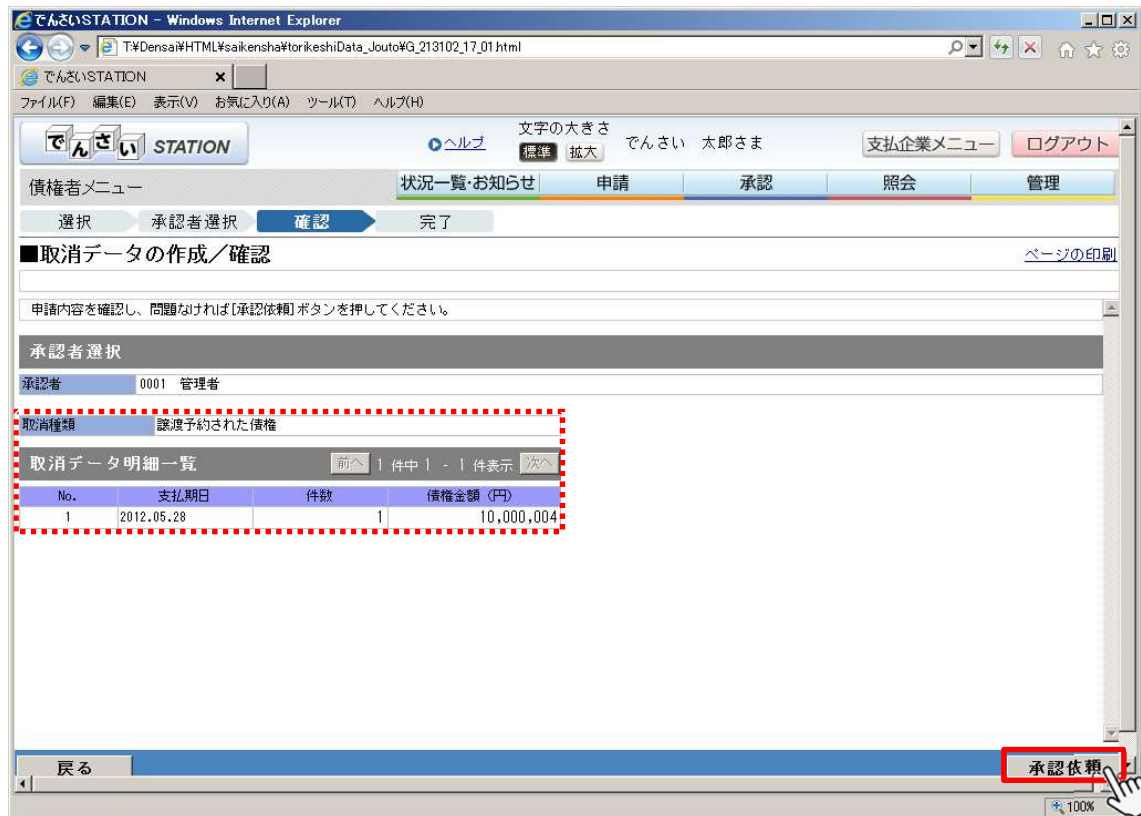 でんさいSTATION - Windows Internet Explorer
T:¥Densai¥HTML¥saikensha¥torikeshiData_Jouto¥G_213102_17_01.html
でんさいSTATION
ファイル(F) 編集(E) 表示(V) お気に入り(A) ツール(T) ヘルプ(H)
でんさい STATION
ヘルプ
文字の大きさ
標準 拡大
でんさい 太郎さま
支払企業メニュー
ログアウト
債権者メニュー
状況一覧・お知らせ 申請 承認 照会 管理
選択 承認者選択 確認 完了
■取消データの作成／確認
ページの印刷
申請内容を確認し、問題なければ[承認依頼]ボタンを押してください。
承認者選択
承認者 0001 管理者
取消種類 譲渡予約された債権
取消データ明細一覧 前へ 1 件中 1 - 1 件表示 次へ
No. 支払期日 件数 債権金額（円）
1 2012.05.28 1 10,000,004
戻る
承認依頼
100%